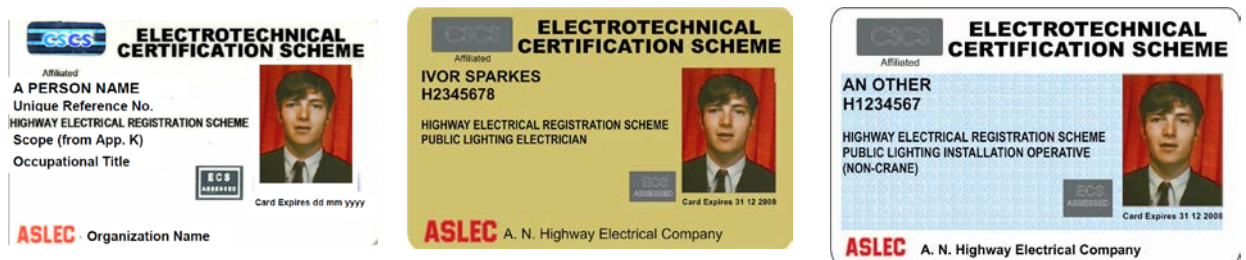 CSCS
ELECTROTECHNICAL
CERTIFICATION SCHEME
Affiliated
A PERSON NAME
Unique Reference No.
HIGHWAY ELECTRICAL REGISTRATION SCHEME
Scope (from App. K)
Occupational Title
ECS
ASSESSED
Card Expires dd mm yyyy
ASLEC Organization Name
CSCS
ELECTROTECHNICAL
CERTIFICATION SCHEME
Affiliated
IVOR SPARKES
H2345678
HIGHWAY ELECTRICAL REGISTRATION SCHEME
PUBLIC LIGHTING ELECTRICIAN
ECS
ASSESSED
Card Expires 31 12 2008
ASLEC A. N. Highway Electrical Company
CSCS
ELECTROTECHNICAL
CERTIFICATION SCHEME
Affiliated
AN OTHER
H1234567
HIGHWAY ELECTRICAL REGISTRATION SCHEME
PUBLIC LIGHTING INSTALLATION OPERATIVE
(NON-CRANE)
ECS
ASSESSED
Card Expires 31 12 2008
ASLEC A. N. Highway Electrical Company